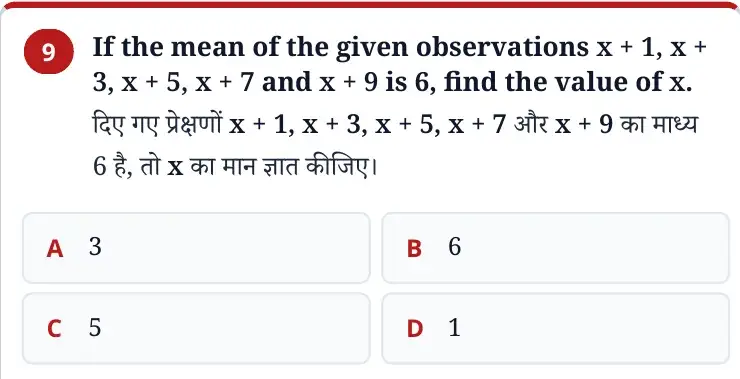 9 If the mean of the given observations x + 1, x +
3, x + 5, x + 7 and x + 9 is 6, find the value of x.
दिए गए प्रेक्षणों x + 1, x + 3, x + 5, x + 7 और x + 9 का माध्य
6 है, तो x का मान ज्ञात कीजिए।
A 3
B 6
C 5
D 1